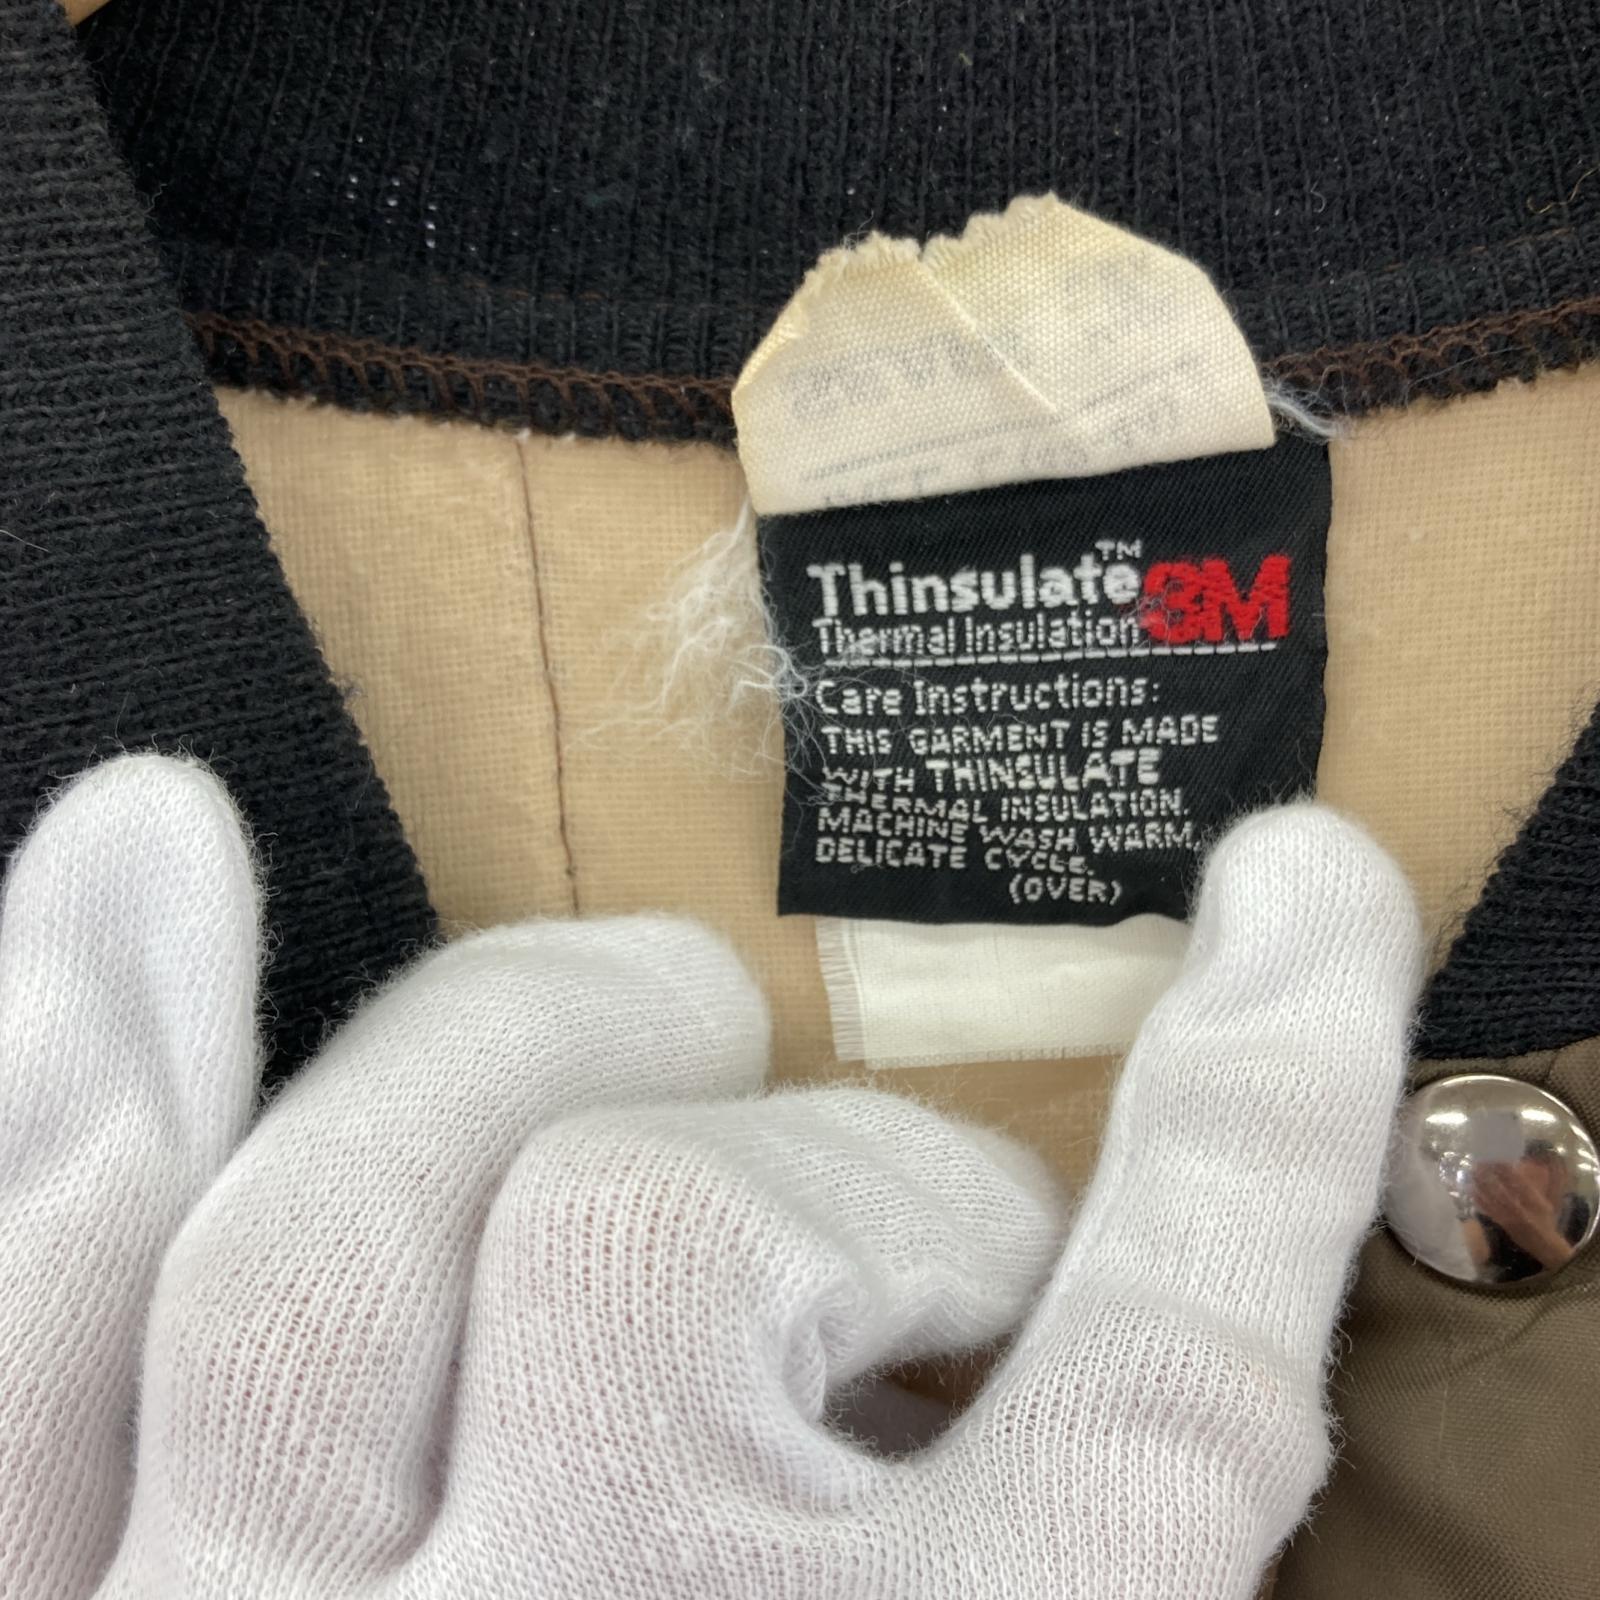 Thinsulate™ 3M
Thermal Insulation
Care Instructions:
THIS GARMENT IS MADE
WITH THINSULATE
THERMAL INSULATION.
MACHINE WASH WARM,
DELICATE CYCLE.
(OVER)